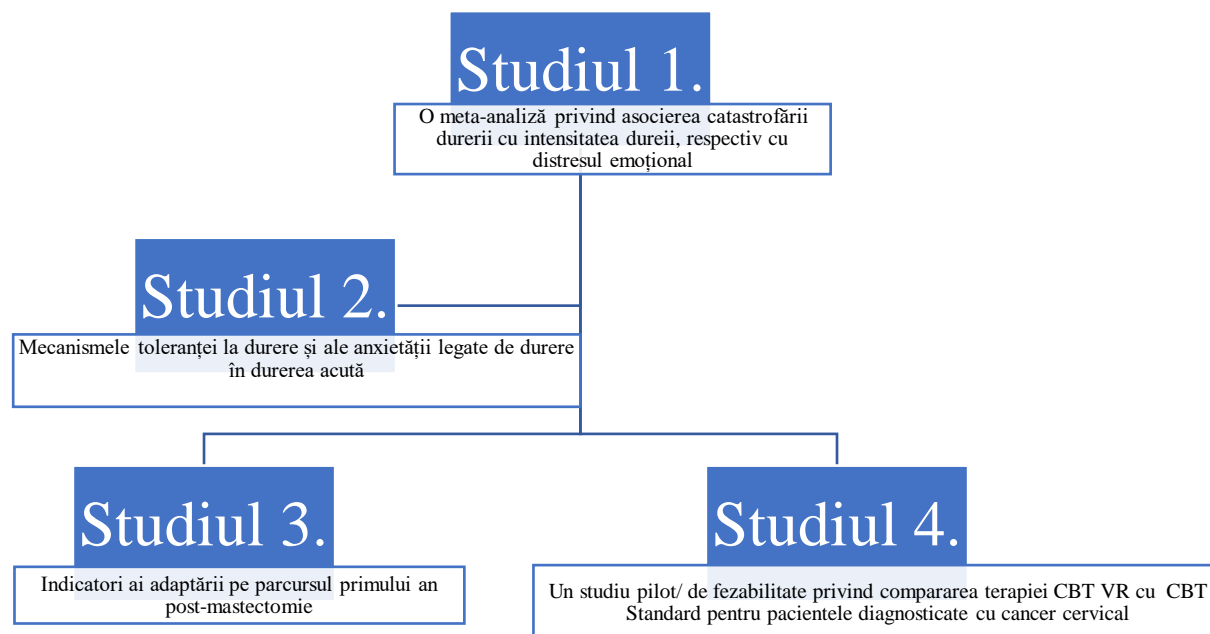 Studiul 1.
O meta-analiză privind asocierea catastrofării
durerii cu intensitatea dureii, respectiv cu
distresul emoțional
Studiul 2.
Mecanismele toleranței la durere și ale anxietății legate de durere
în durerea acută
Studiul 3.
Indicatori ai adaptării pe parcursul primului an
post-mastectomie
Studiul 4.
Un studiu pilot/ de fezabilitate privind compararea terapiei CBT VR cu CBT
Standard pentru pacientele diagnosticate cu cancer cervical